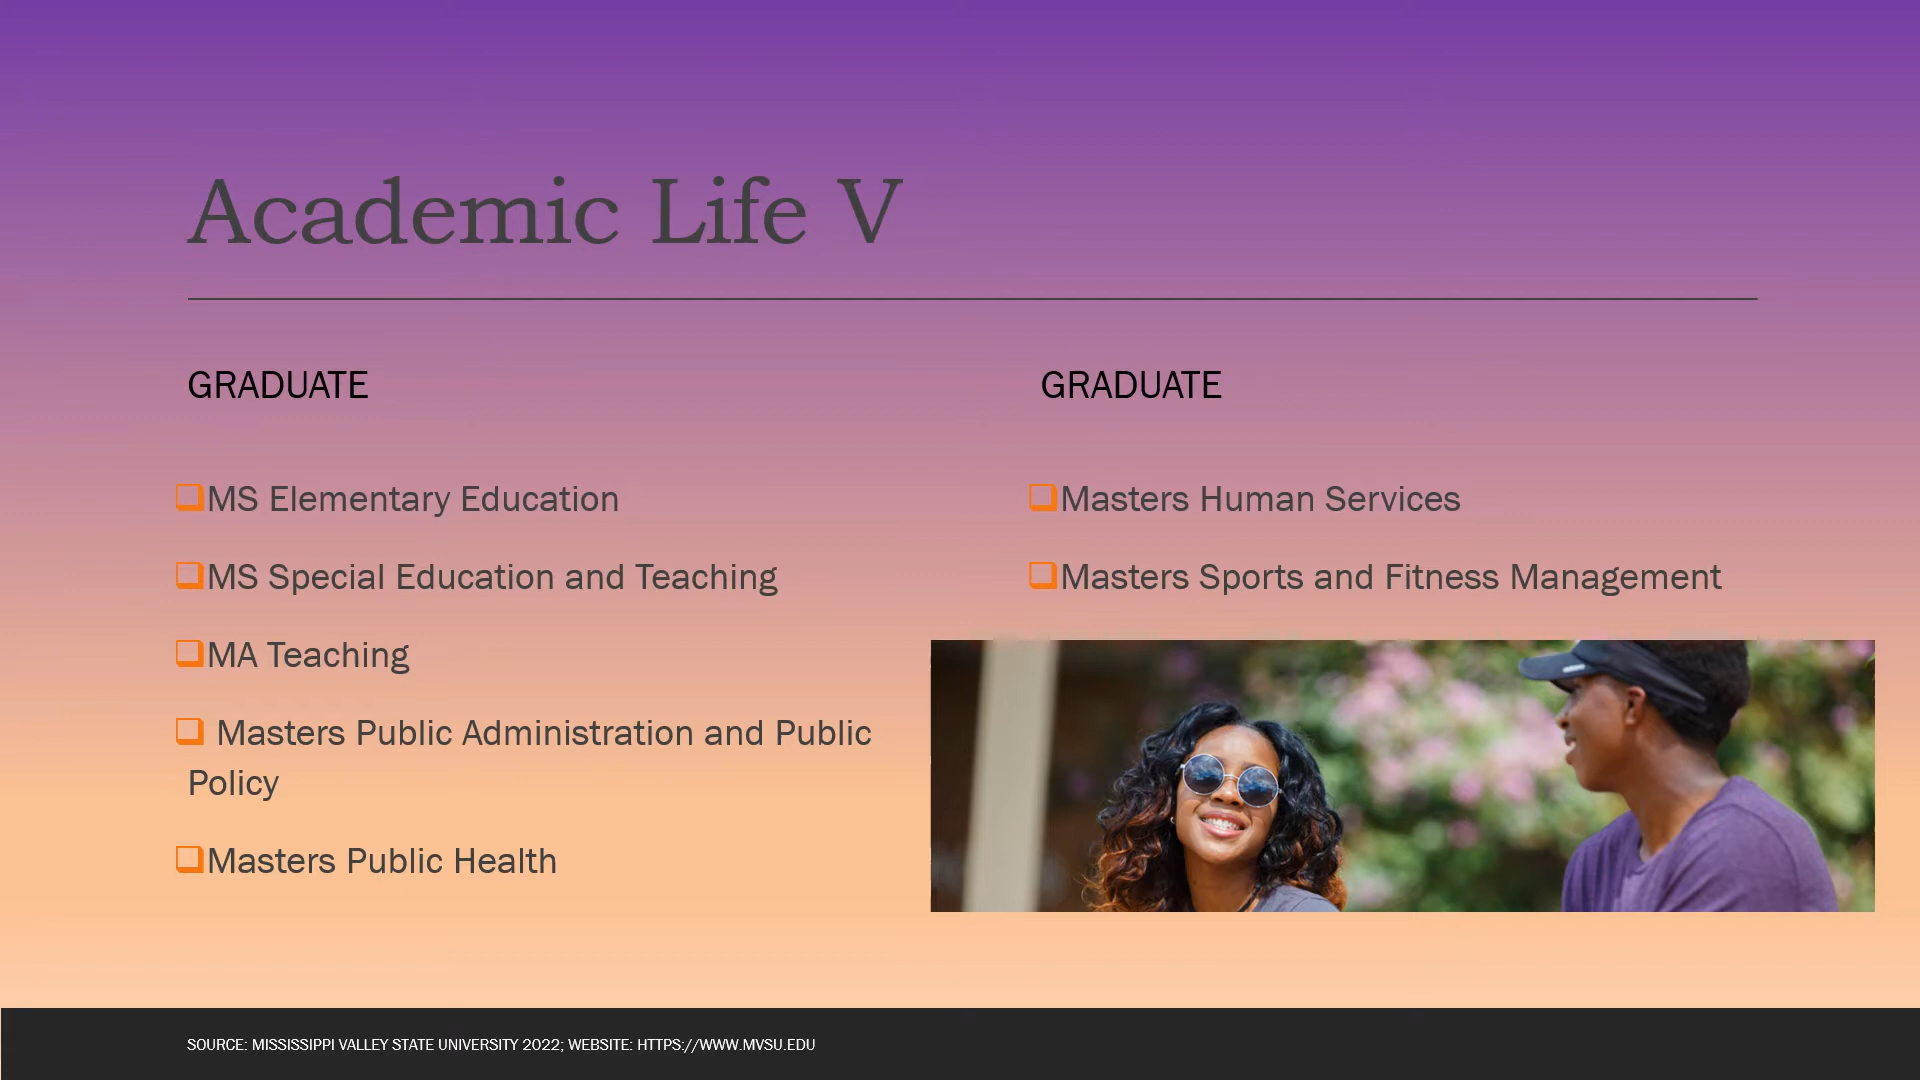 Academic Life V
GRADUATE
MS Elementary Education
MS Special Education and Teaching
MA Teaching
Masters Public Administration and Public
Policy
Masters Public Health
GRADUATE
Masters Human Services
Masters Sports and Fitness Management
SOURCE: MISSISSIPPI VALLEY STATE UNIVERSITY 2022; WEBSITE: HTTPS://WWW.MVSU.EDU